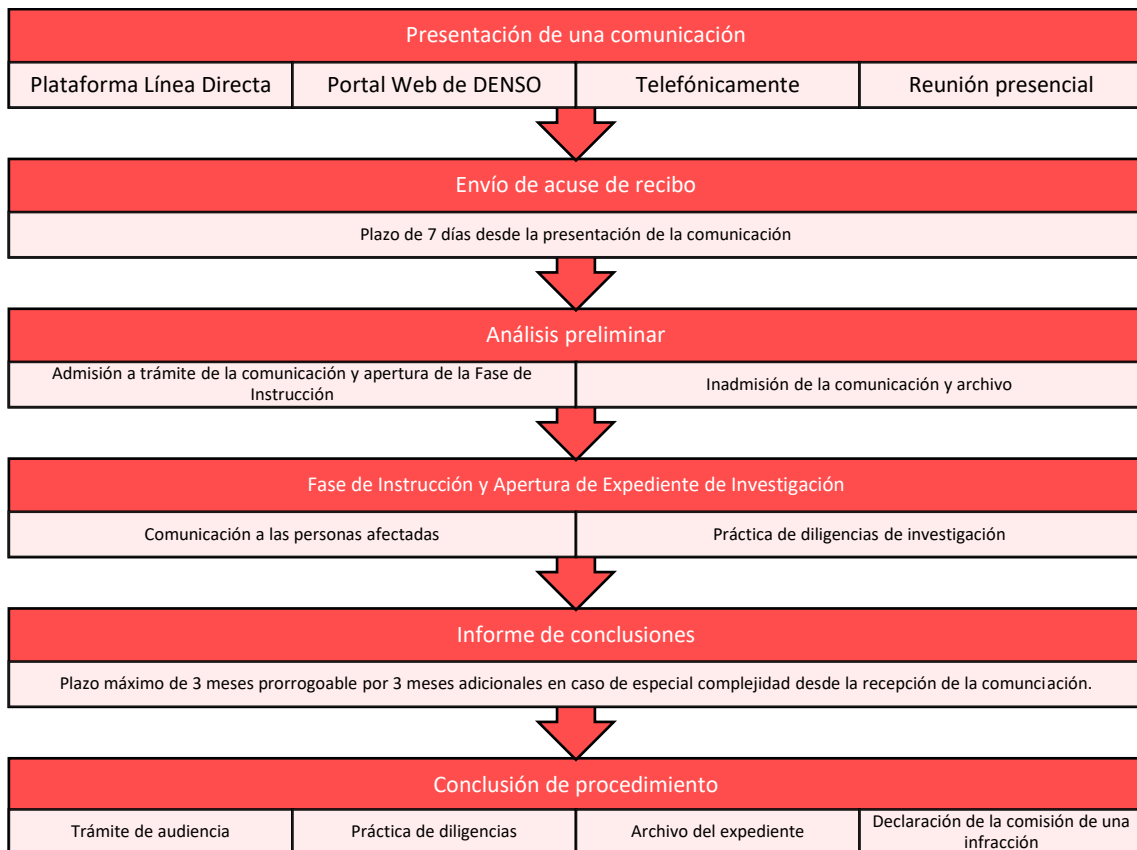 Presentación de una comunicación
Plataforma Línea Directa
Portal Web de DENSO
Telefónicamente
Reunión presencial
Envío de acuse de recibo
Plazo de 7 días desde la presentación de la comunicación
Análisis preliminar
Admisión a trámite de la comunicación y apertura de la Fase de
Instrucción
Inadmisión de la comunicación y archivo
Fase de Instrucción y Apertura de Expediente de Investigación
Comunicación a las personas afectadas
Práctica de diligencias de investigación
Informe de conclusiones
Plazo máximo de 3 meses prorrogoable por 3 meses adicionales en caso de especial complejidad desde la recepción de la comunciación.
Conclusión de procedimiento
Trámite de audiencia
Práctica de diligencias
Archivo del expediente
Declaración de la comisión de una
infracción